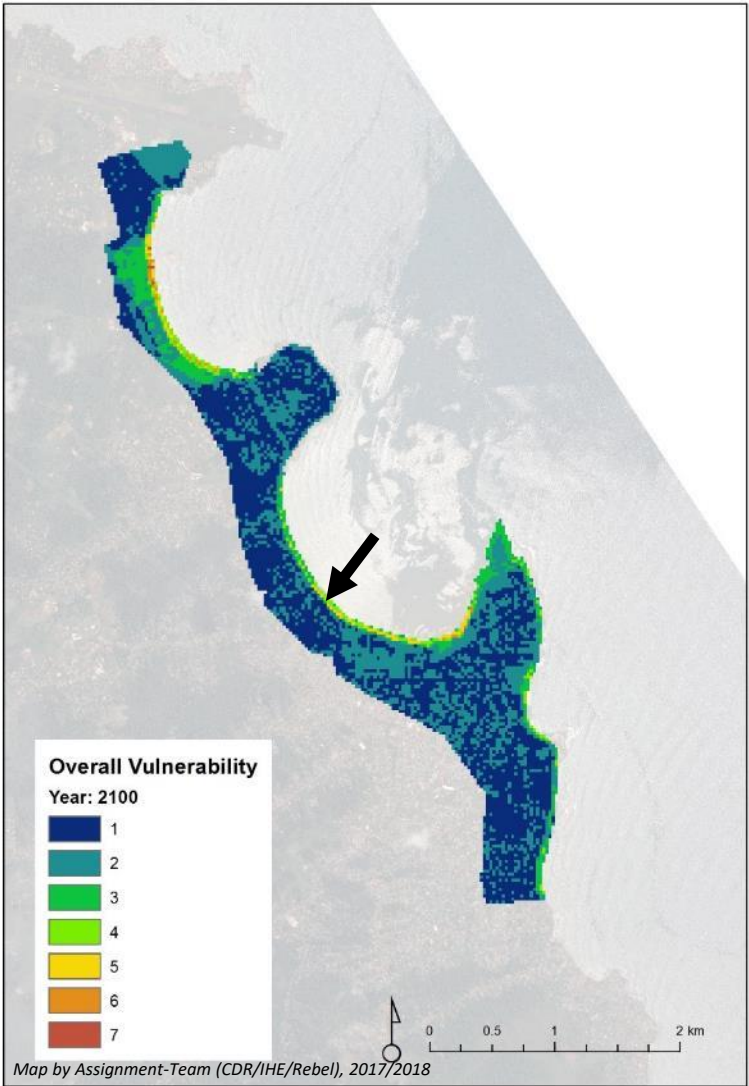 Overall Vulnerability
Year: 2100
1
2
3
4
5
6
7
0 0.5 1 2 km
Map by Assignment-Team (CDR/IHE/Rebel), 2017/2018